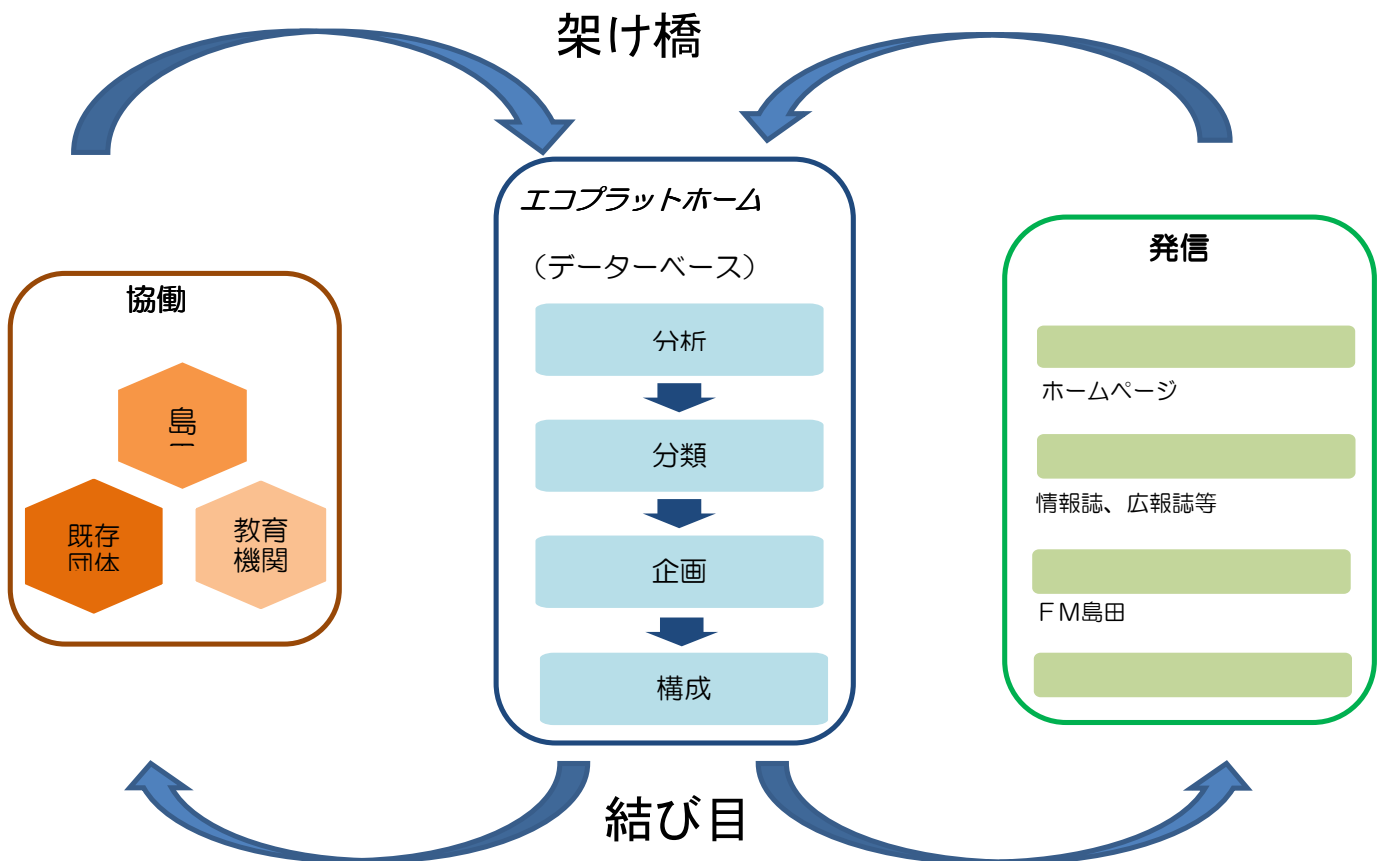 架け橋
エコプラットホーム
(データーベース)
分析
分類
企画
構成
協働
島
既存
団体
教育
機関
発信
ホームページ
情報誌、広報誌等
FM島田
結び目